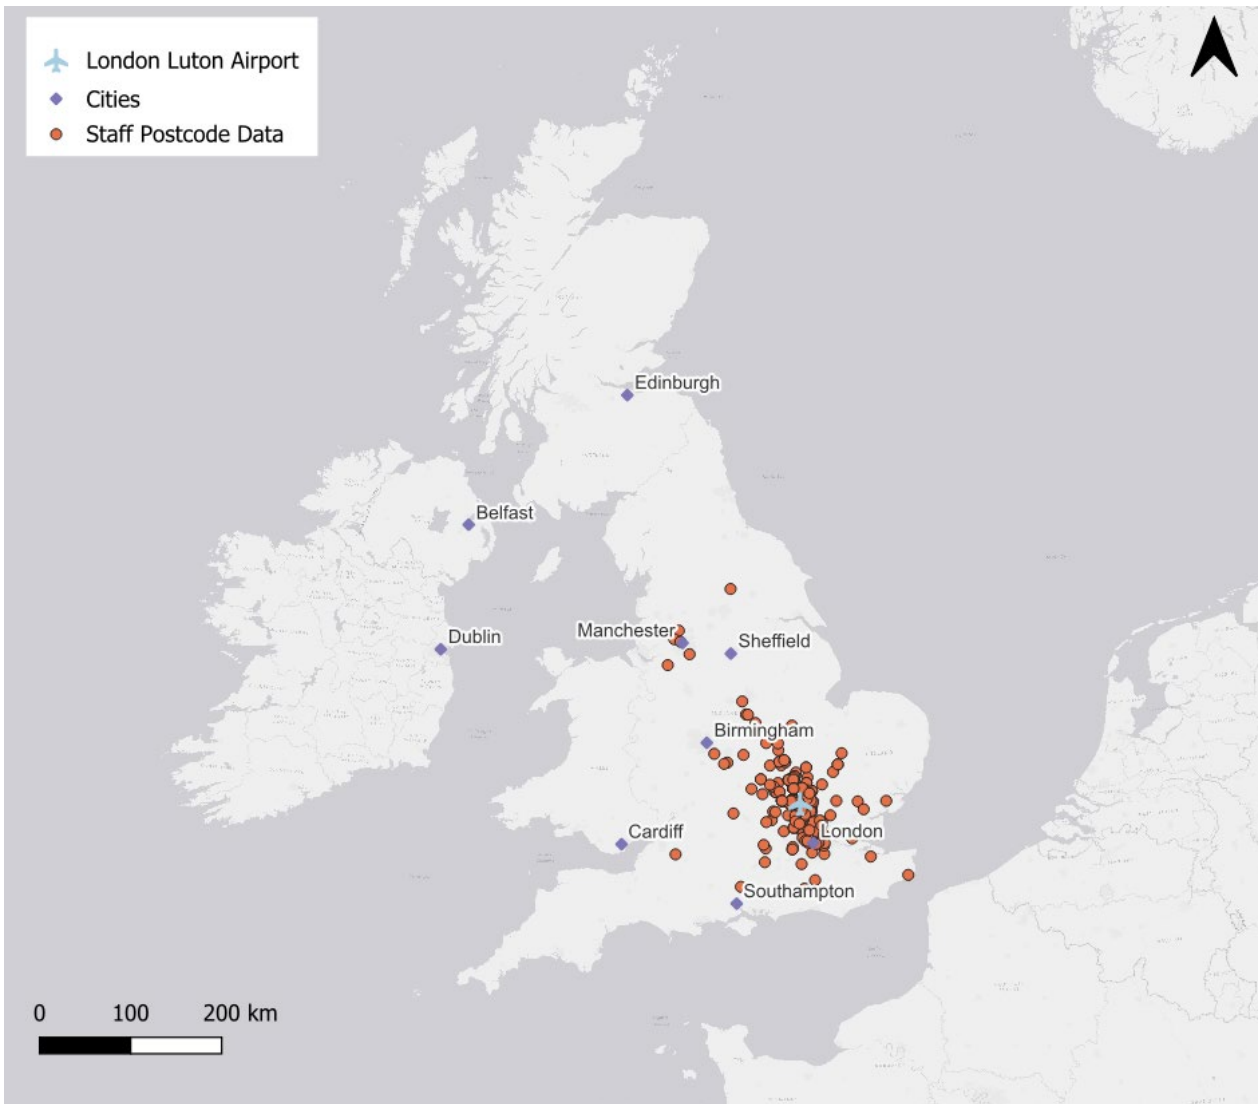 London Luton Airport
Cities
Staff Postcode Data
Edinburgh
Belfast
Manchester
Dublin
Sheffield
Birmingham
Cardiff
London
Southampton
0 100 200 km